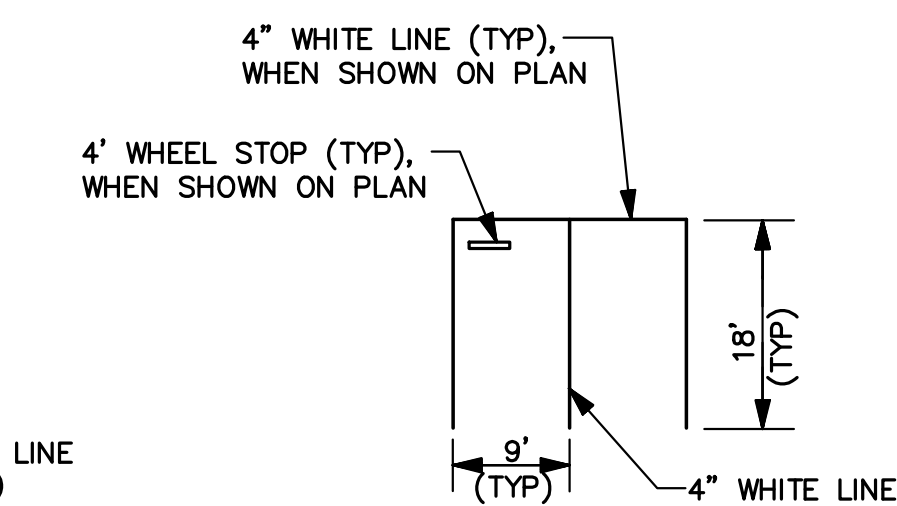 4” WHITE LINE (TYP),
WHEN SHOWN ON PLAN
4’ WHEEL STOP (TYP),
WHEN SHOWN ON PLAN
18’
(TYP)
LINE
)
9’
(TYP)
4” WHITE LINE